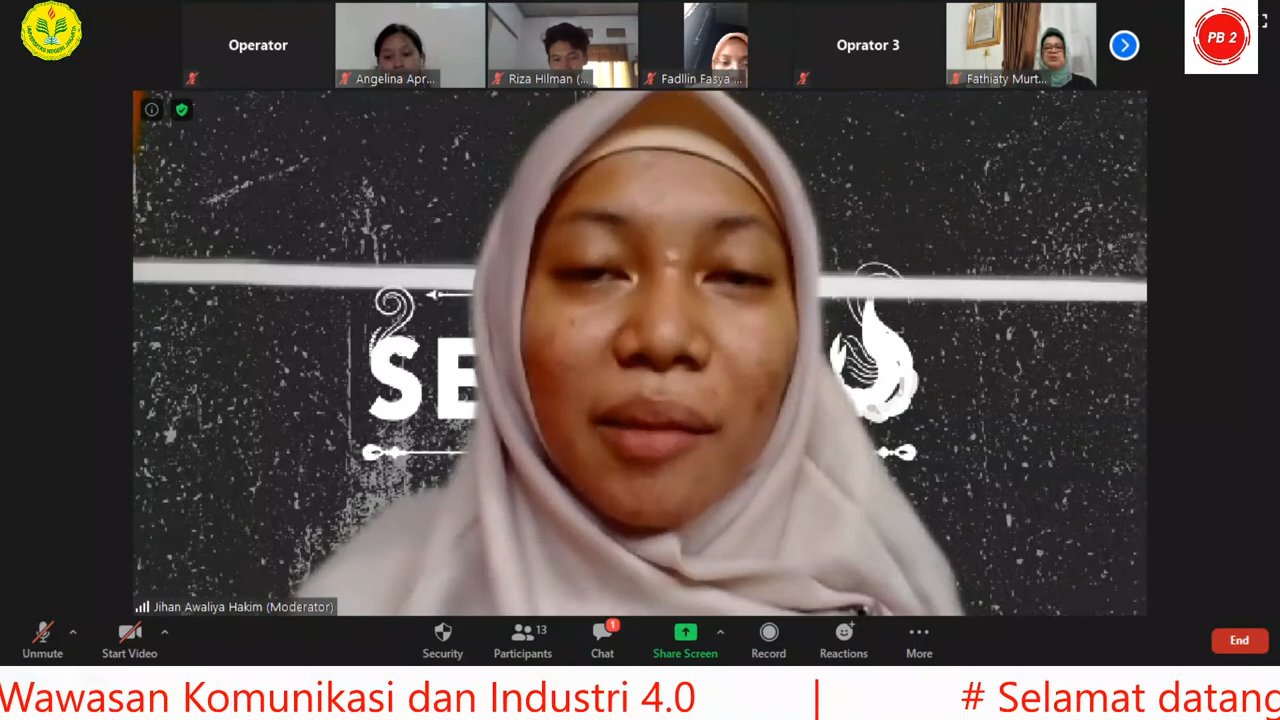 Operator
Angelina Apr...
Riza Hilman (...
Fadllin Fasya ...
Oprator 3
Fathiaty Murt...
PB 2
SE
Jihan Awaliya Hakim (Moderator)
Unmute
Start Video
Security
13
Participants
1
Chat
Share Screen
Record
Reactions
More
End
Wawasan Komunikasi dan Industri 4.0 | # Selamat datang